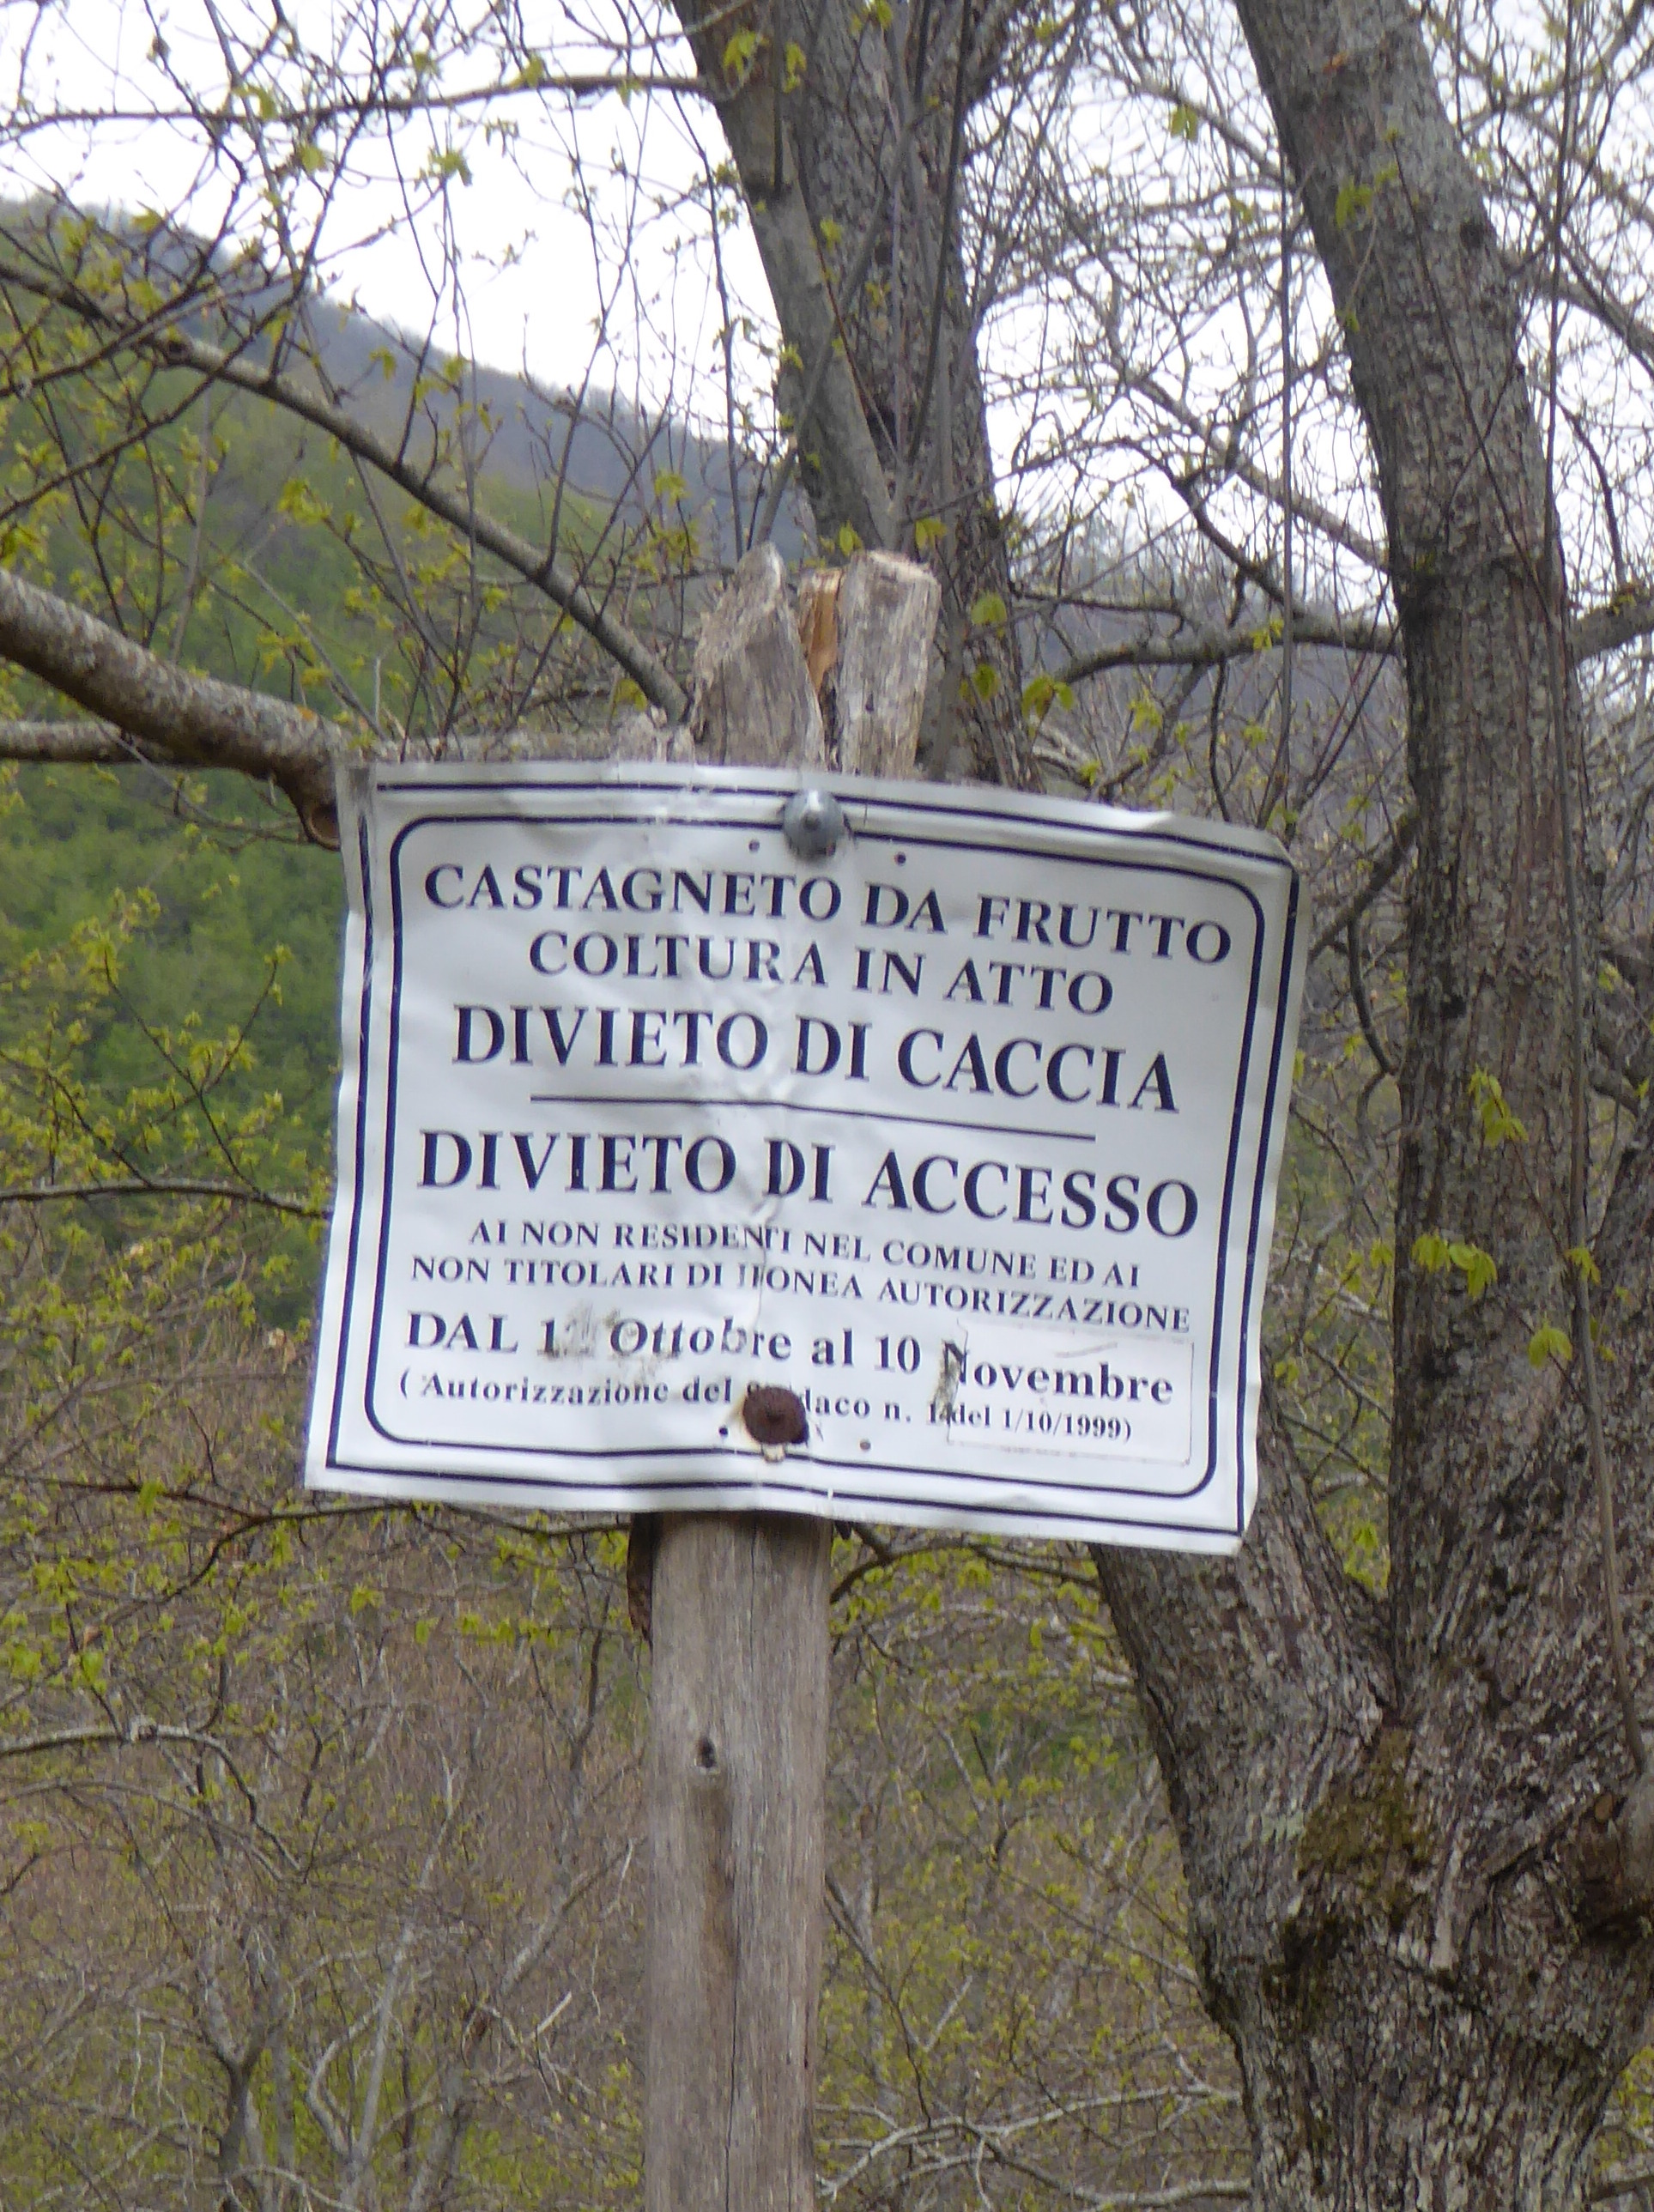 CASTAGNETO DA FRUTTO
COLTURA IN ATTO
DIVIETO DI CACCIA
DIVIETO DI ACCESSO
AI NON RESIDENTI NEL COMUNE ED AI
NON TITOLARI DI IDONEA AUTORIZZAZIONE
DAL Ottobre al 10 Novembre
(Autorizzazione del n. del 1/10/1999)